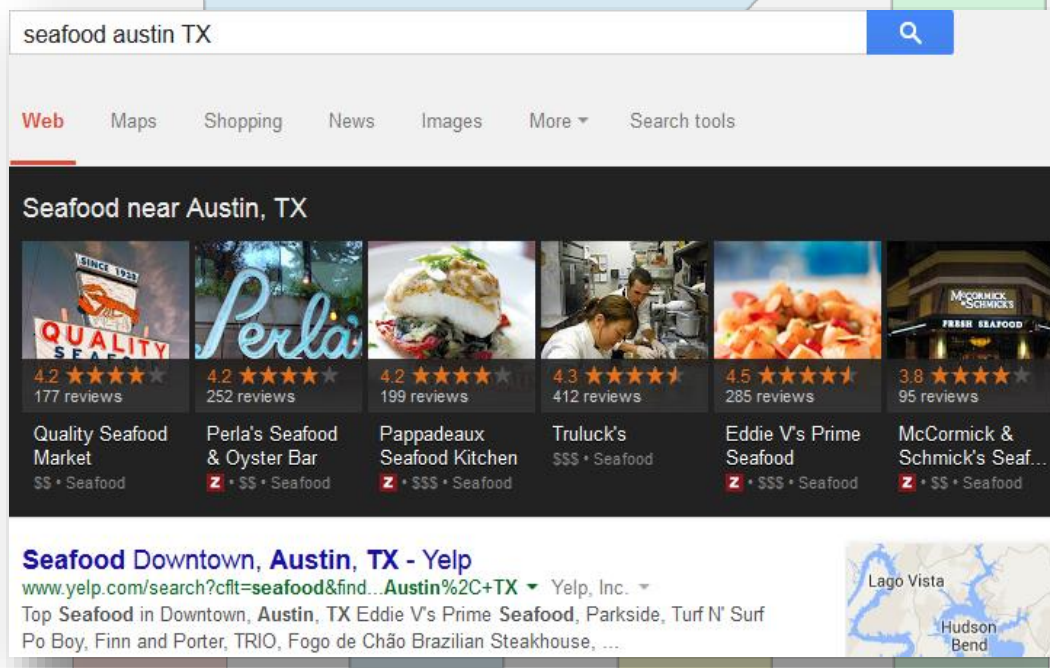 seafood austin TX
Web Maps Shopping News Images More Search tools
Seafood near Austin, TX
SINCE 1938
QUALITY
SEAFOOD
Perla's
McCormick
& Schmick's
FRESH SEAFOOD
4.2
177 reviews
4.2
252 reviews
4.2
199 reviews
4.3
412 reviews
4.5
285 reviews
3.8
95 reviews
Quality Seafood
Market
$$ • Seafood
Perla's Seafood
& Oyster Bar
Z • $$ • Seafood
Pappadeaux
Seafood Kitchen
Z • $$$ • Seafood
Truluck's
$$$ • Seafood
Eddie V's Prime
Seafood
Z • $$$ • Seafood
McCormick &
Schmick's Seaf...
Z • $$ • Seafood
Seafood Downtown, Austin, TX - Yelp
www.yelp.com/search?cflt=seafood&find...Austin%2C+TX Yelp, Inc.
Top Seafood in Downtown, Austin, TX Eddie V's Prime Seafood, Parkside, Turf N' Surf
Po Boy, Finn and Porter, TRIO, Fogo de Chão Brazilian Steakhouse, ...
Lago Vista
Hudson
Bend